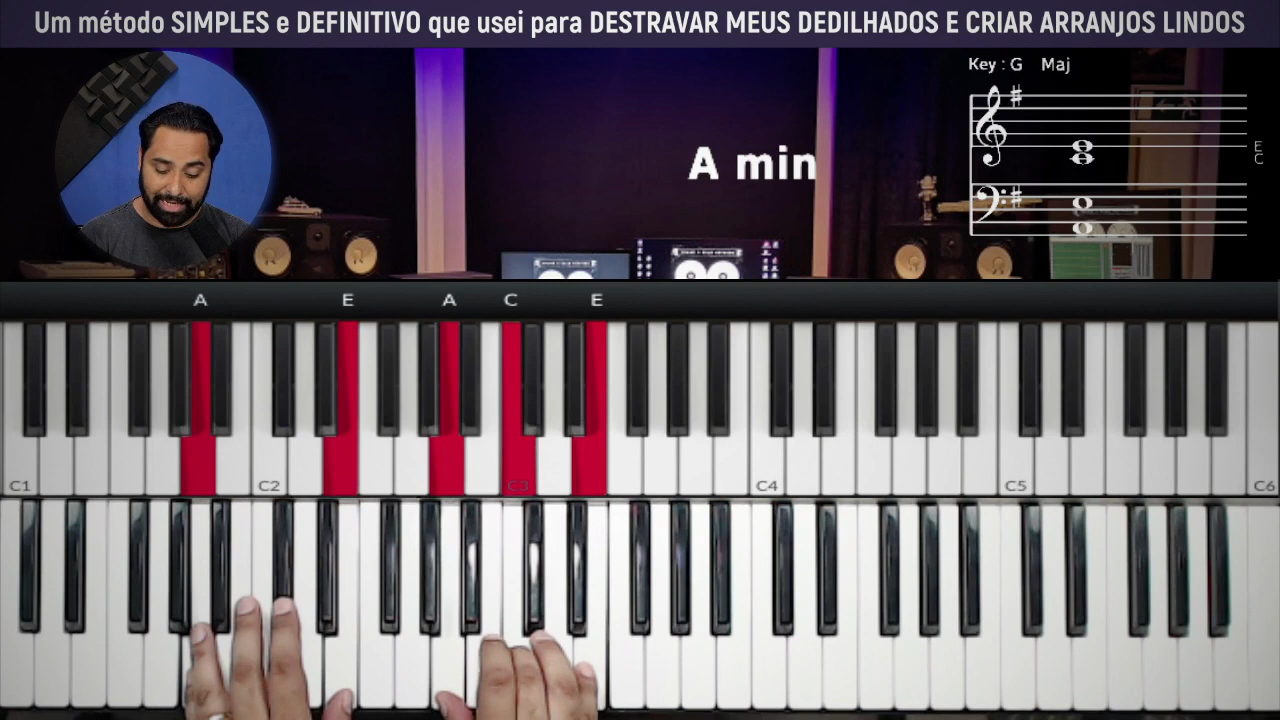 Um método SIMPLES e DEFINITIVO que usei para DESTRAVAR MEUS DEDILHADOS E CRIAR ARRANJOS LINDOS
Key : G Maj
A min
E
C
A E A C E
C1 C2 C3 C4 C5 C6